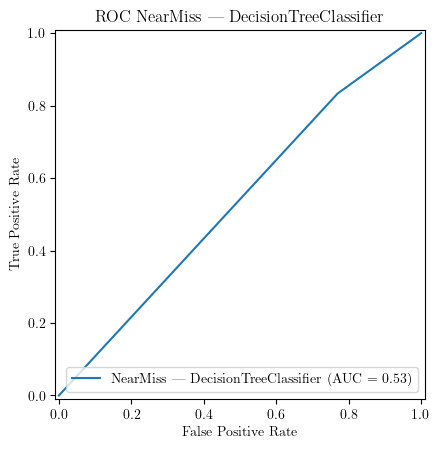 ROC NearMiss — DecisionTreeClassifier
1.0
0.8
0.6
0.4
0.2
0.0
True Positive Rate
NearMiss — DecisionTreeClassifier (AUC = 0.53)
0.0 0.2 0.4 0.6 0.8 1.0
False Positive Rate